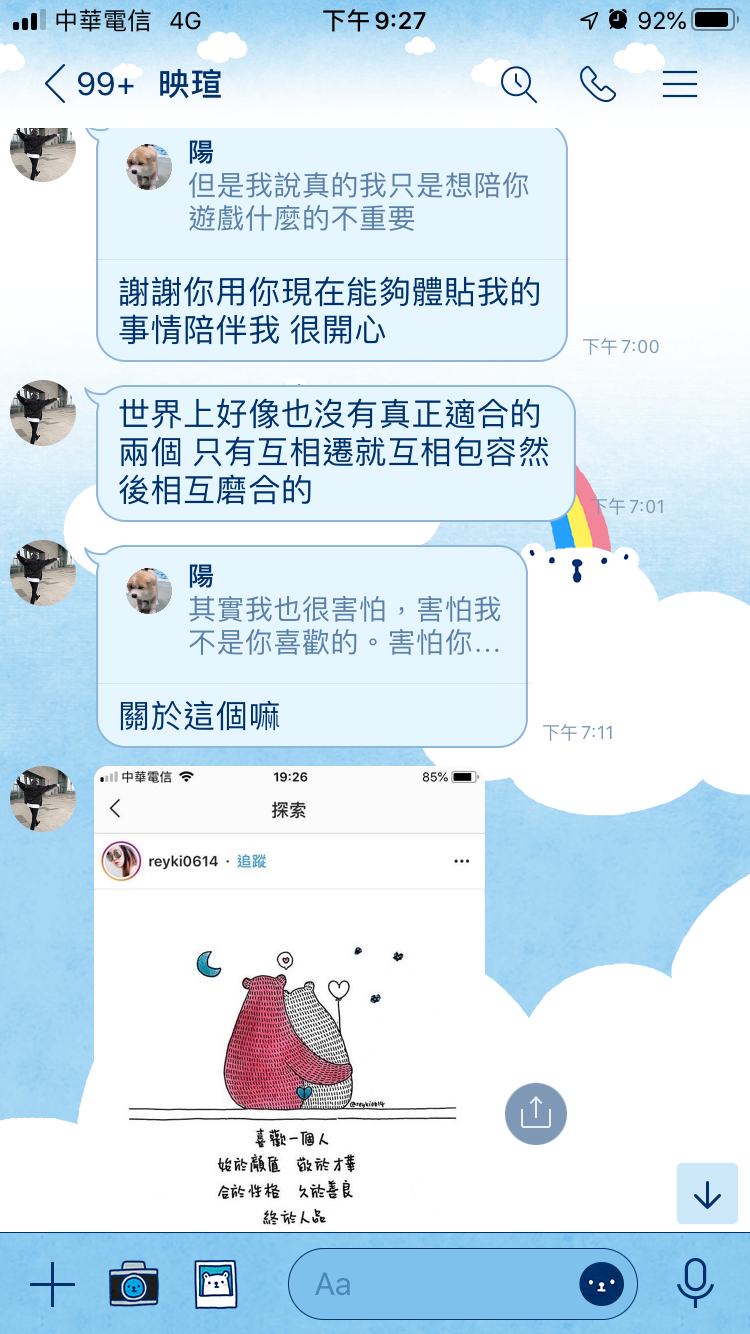 中華電信 4G 下午9:27 92%
99+ 映瑄
陽
但是我說真的我只是想陪你
遊戲什麼的不重要
謝謝你用你現在能夠體貼我的
事情陪伴我 很開心
下午7:00
世界上好像也沒有真正適合的
兩個 只有互相遷就互相包容然
後相互磨合的
下午7:01
陽
其實我也很害怕，害怕我
不是你喜歡的。害怕你...
關於這個嘛
下午7:11
中華電信 19:26 85%
探索
reyki0614 · 追蹤
@reyki0614
喜歡一個人
始於顏值 敬於才華
合於性格 久於善良
終於人品
Aa